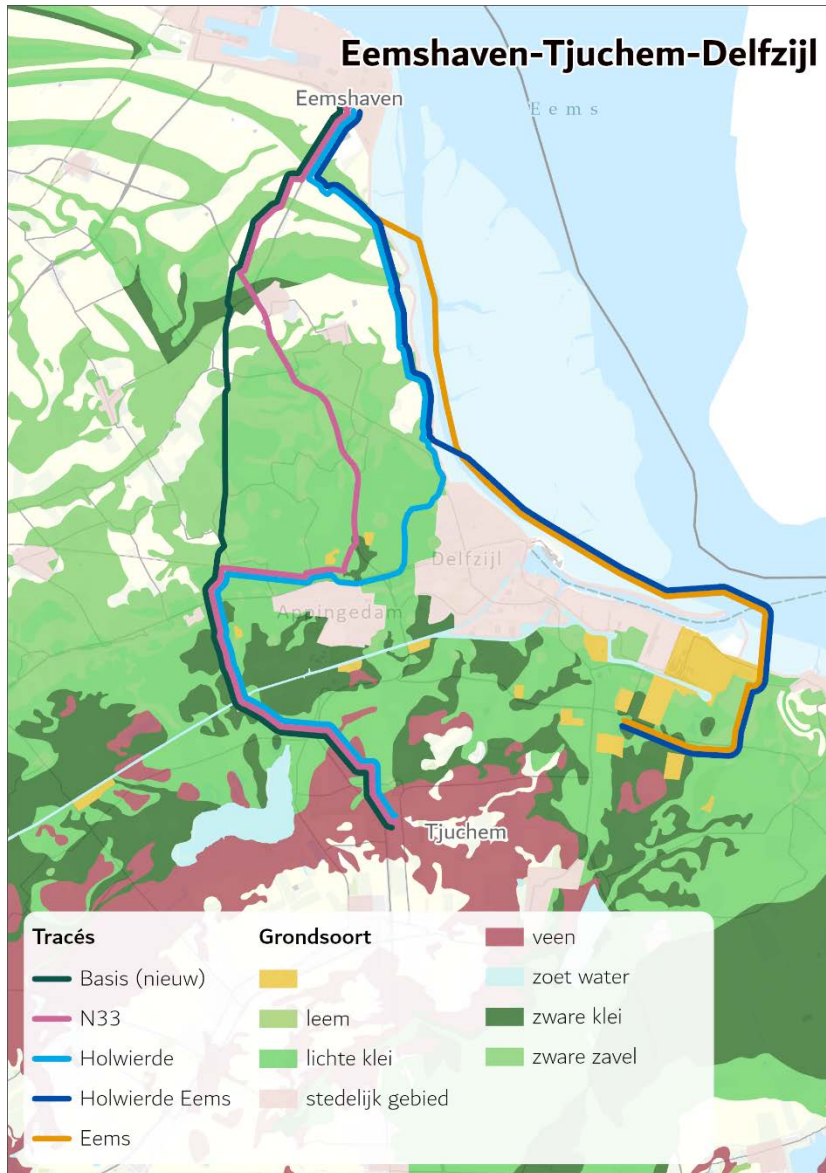 Eemshaven-Tjuchem-Delfzijl
Eemshaven
Eems
Delfzijl
Appingedam
Tjuchem
Tracés
Basis (nieuw)
N33
Holwierde
Holwierde Eems
Eems
Grondsoort
leem
lichte klei
stedelijk gebied
veen
zoet water
zware klei
zware zavel